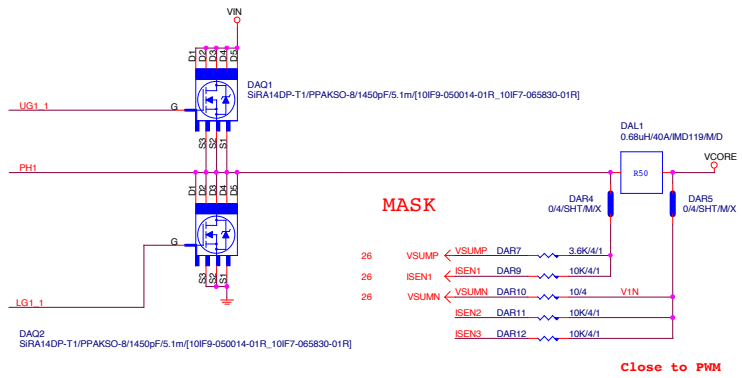 VIN
D1 D2 D3 D4 D5
DAQ1
SiRA14DP-T1/PPAKSO-8/1450pF/5.1m/[10IF9-050014-01R_10IF7-065830-01R]
UG1_1
G
S3 S2 S1
DAL1
0.68uH/40A/IMD119/M/D
VCORE
PH1
R50
D1 D2 D3 D4 D5
DAR4
0/4/SHT/M/X
DAR5
0/4/SHT/M/X
MASK
G
26 VSUMP VSUMP DAR7 3.6K/4/1
S3 S2 S1
26 ISEN1 ISEN1 DAR9 10K/4/1
26 VSUMN VSUMN DAR10 10/4 V1N
LG1_1
ISEN2 DAR11 10K/4/1
ISEN3 DAR12 10K/4/1
DAQ2
SiRA14DP-T1/PPAKSO-8/1450pF/5.1m/[10IF9-050014-01R_10IF7-065830-01R]
Close to PWM